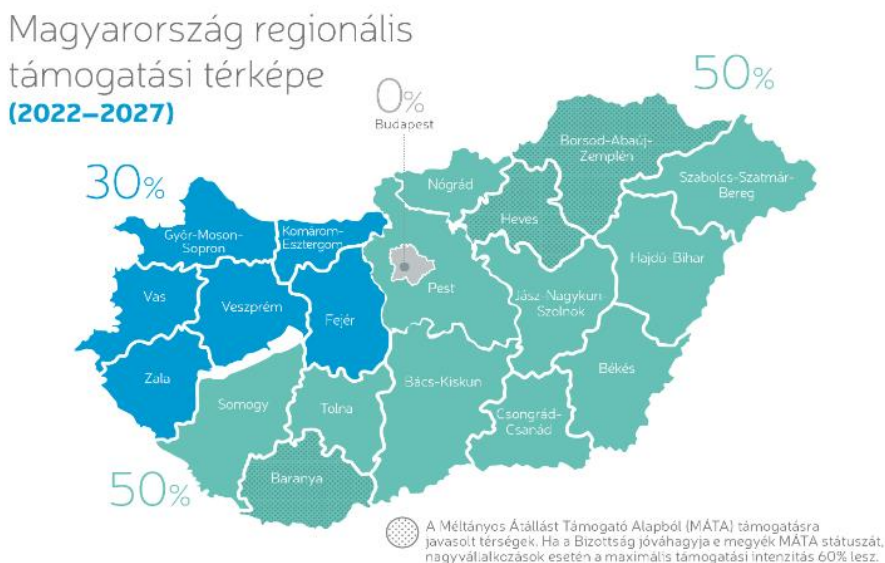 Magyarország regionális
támogatási térképe
(2022–2027)
0%
Budapest
50%
30%
Borsod-Abaúj-
Zemplén
Szabolcs-Szatmár-
Bereg
Nógrád
Heves
Győr-Moson-
Sopron
Komárom-
Esztergom
Hajdú-Bihar
Pest
Vas
Veszprém
Fejér
Jász-Nagykun
Szolnok
Zala
Somogy
Tolna
Bács-Kiskun
Békés
Csongrád-
Csanád
Baranya
50%
A Méltányos Átállást Támogató Alapból (MÁTA) támogatásra
javasolt térségek. Ha a Bizottság jóváhagyja e megyék MÁTA státuszát,
nagyvállalkozások esetén a maximális támogatási intenzitás 60% lesz.